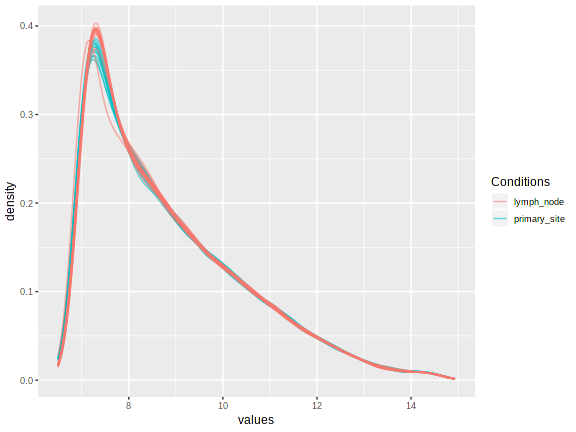 0.4
0.3
0.2
0.1
0.0
density
8
10
12
14
values
Conditions
lymph_node
primary_site